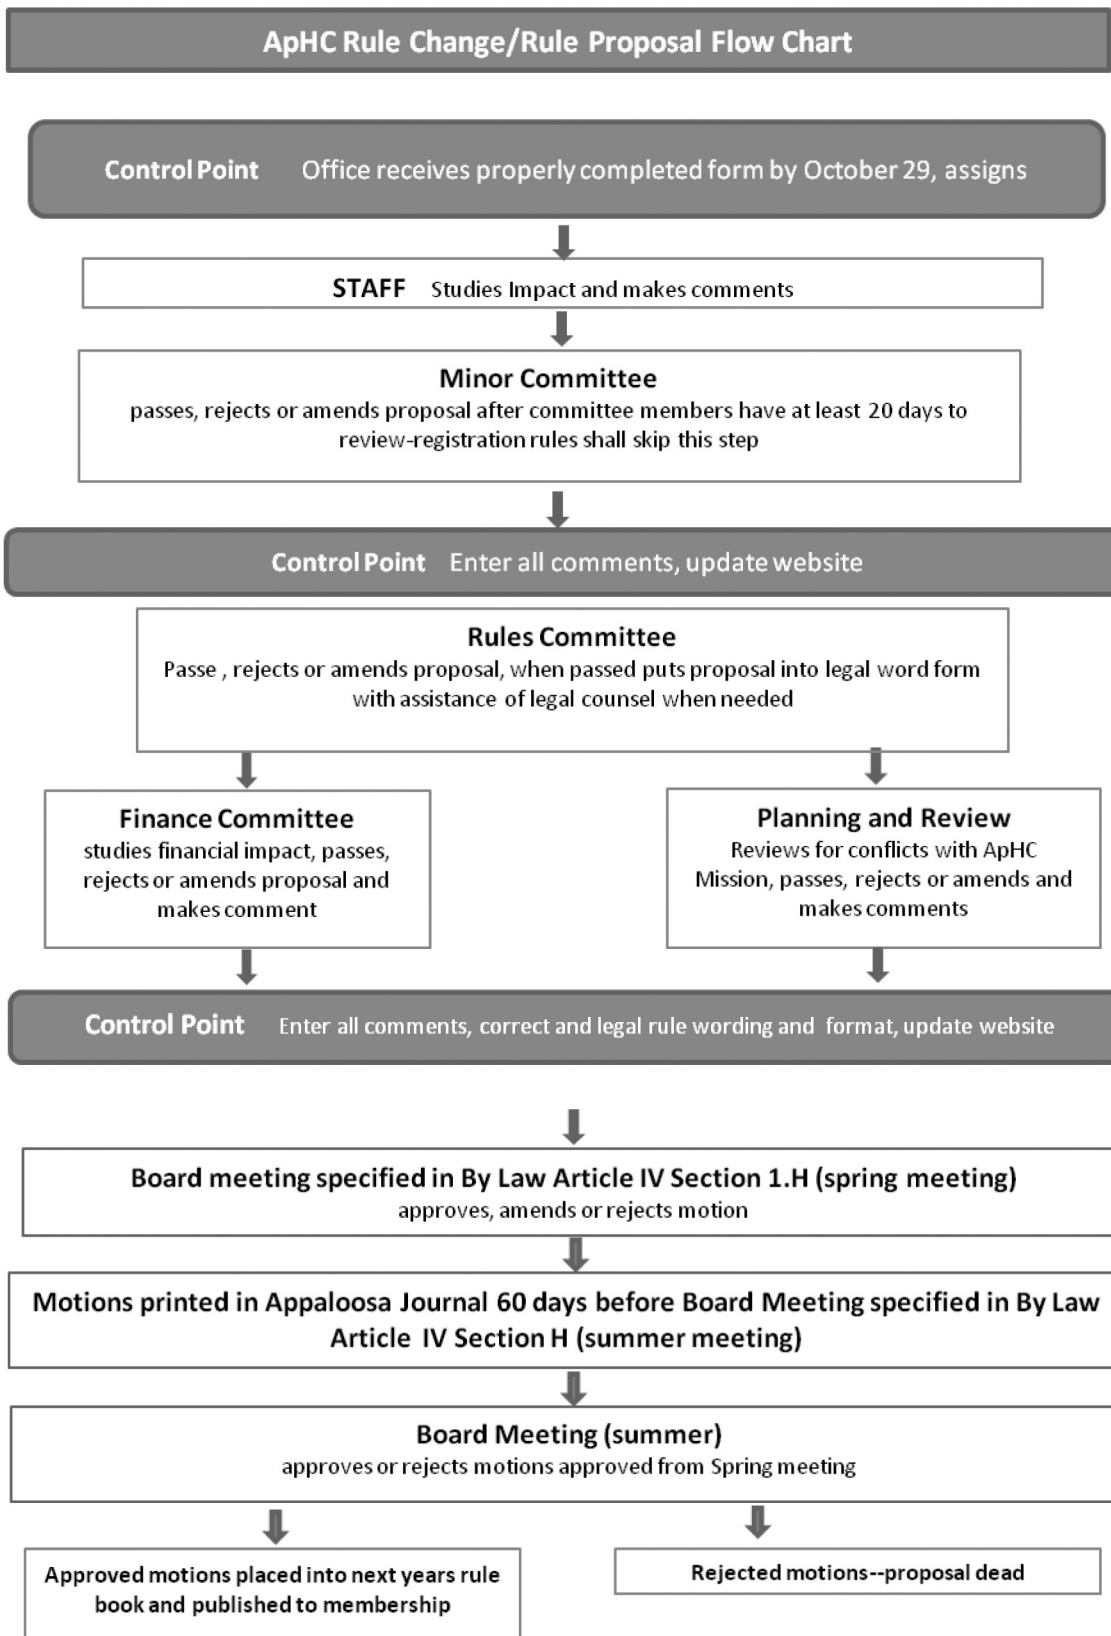 ApHC Rule Change/Rule Proposal Flow Chart
Control Point Office receives properly completed form by October 29, assigns
STAFF Studies Impact and makes comments
Minor Committee
passes, rejects or amends proposal after committee members have at least 20 days to
review-registration rules shall skip this step
Control Point Enter all comments, update website
Rules Committee
Passe , rejects or amends proposal, when passed puts proposal into legal word form
with assistance of legal counsel when needed
Finance Committee
studies financial impact, passes,
rejects or amends proposal and
makes comment
Planning and Review
Reviews for conflicts with ApHC
Mission, passes, rejects or amends and
makes comments
Control Point Enter all comments, correct and legal rule wording and format, update website
Board meeting specified in By Law Article IV Section 1.H (spring meeting)
approves, amends or rejects motion
Motions printed in Appaloosa Journal 60 days before Board Meeting specified in By Law
Article IV Section H (summer meeting)
Board Meeting (summer)
approves or rejects motions approved from Spring meeting
Approved motions placed into next years rule
book and published to membership
Rejected motions--proposal dead